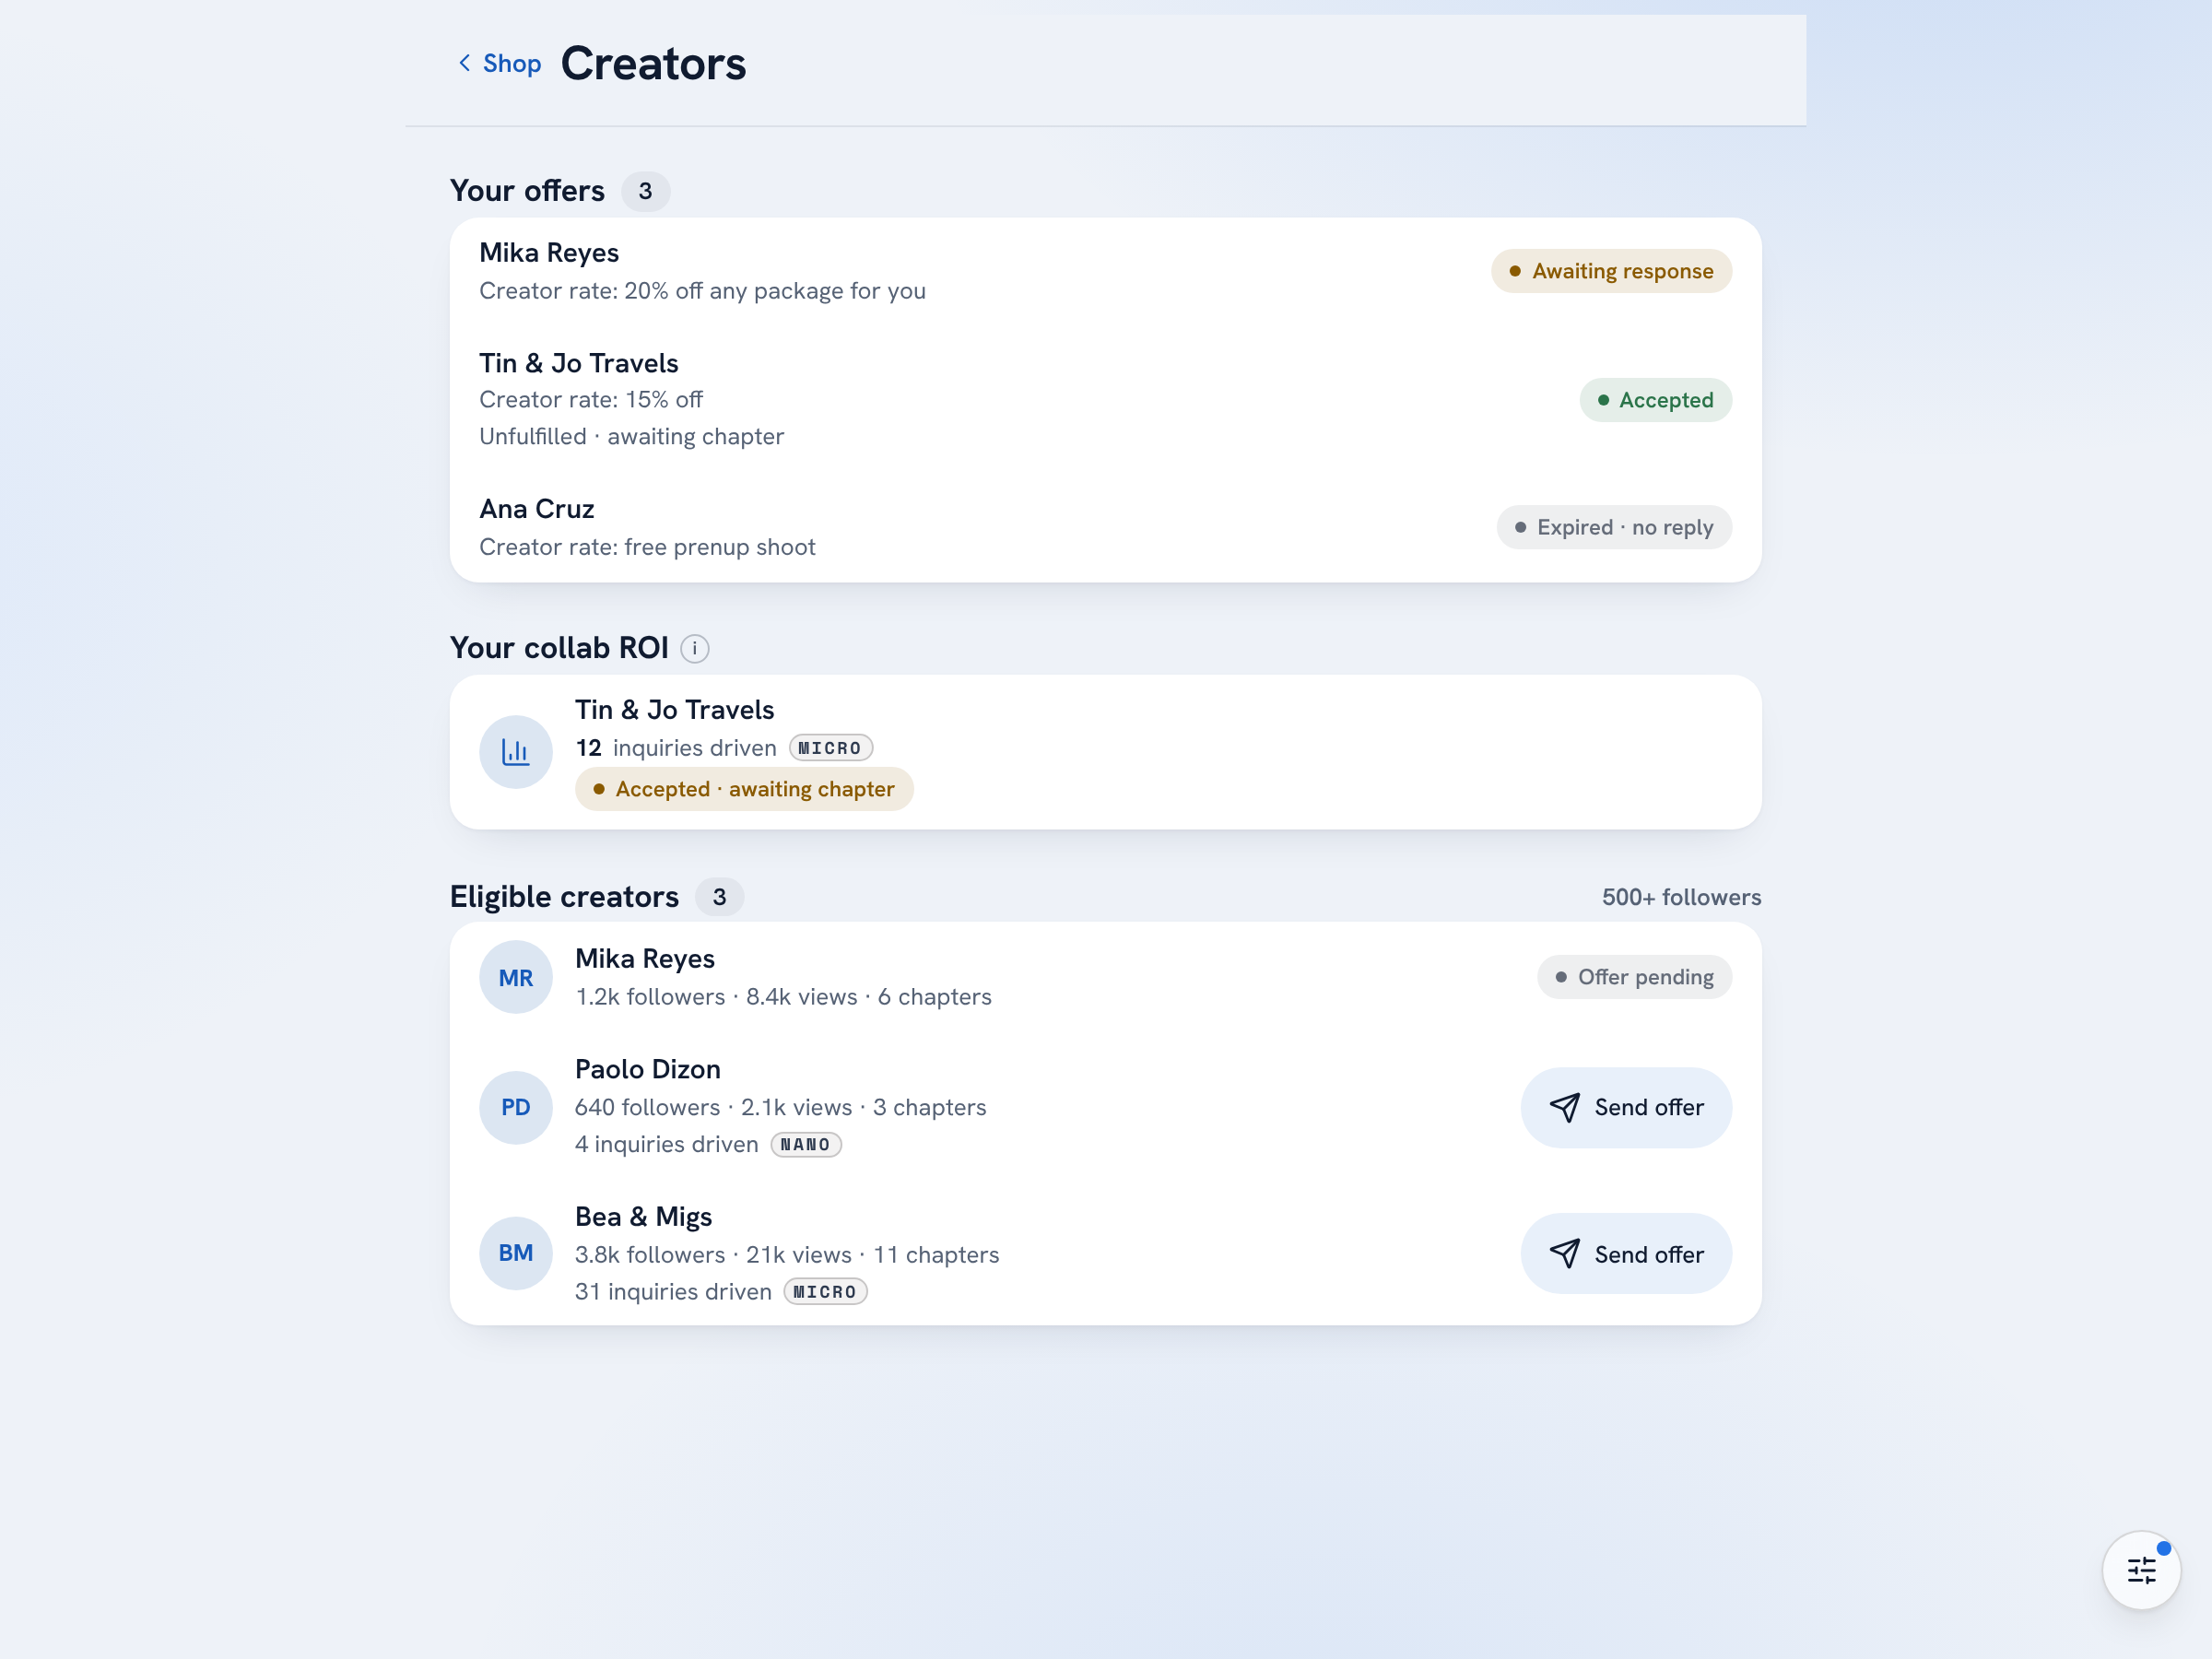 Shop Creators
Your offers 3
Mika Reyes
Creator rate: 20% off any package for you
Awaiting response
Tin & Jo Travels
Creator rate: 15% off
Unfulfilled · awaiting chapter
Accepted
Ana Cruz
Creator rate: free prenup shoot
Expired · no reply
Your collab ROI i
Tin & Jo Travels
12 inquiries driven MICRO
Accepted · awaiting chapter
Eligible creators 3 500+ followers
MR
Mika Reyes
1.2k followers · 8.4k views · 6 chapters
Offer pending
PD
Paolo Dizon
640 followers · 2.1k views · 3 chapters
4 inquiries driven NANO
Send offer
BM
Bea & Migs
3.8k followers · 21k views · 11 chapters
31 inquiries driven MICRO
Send offer